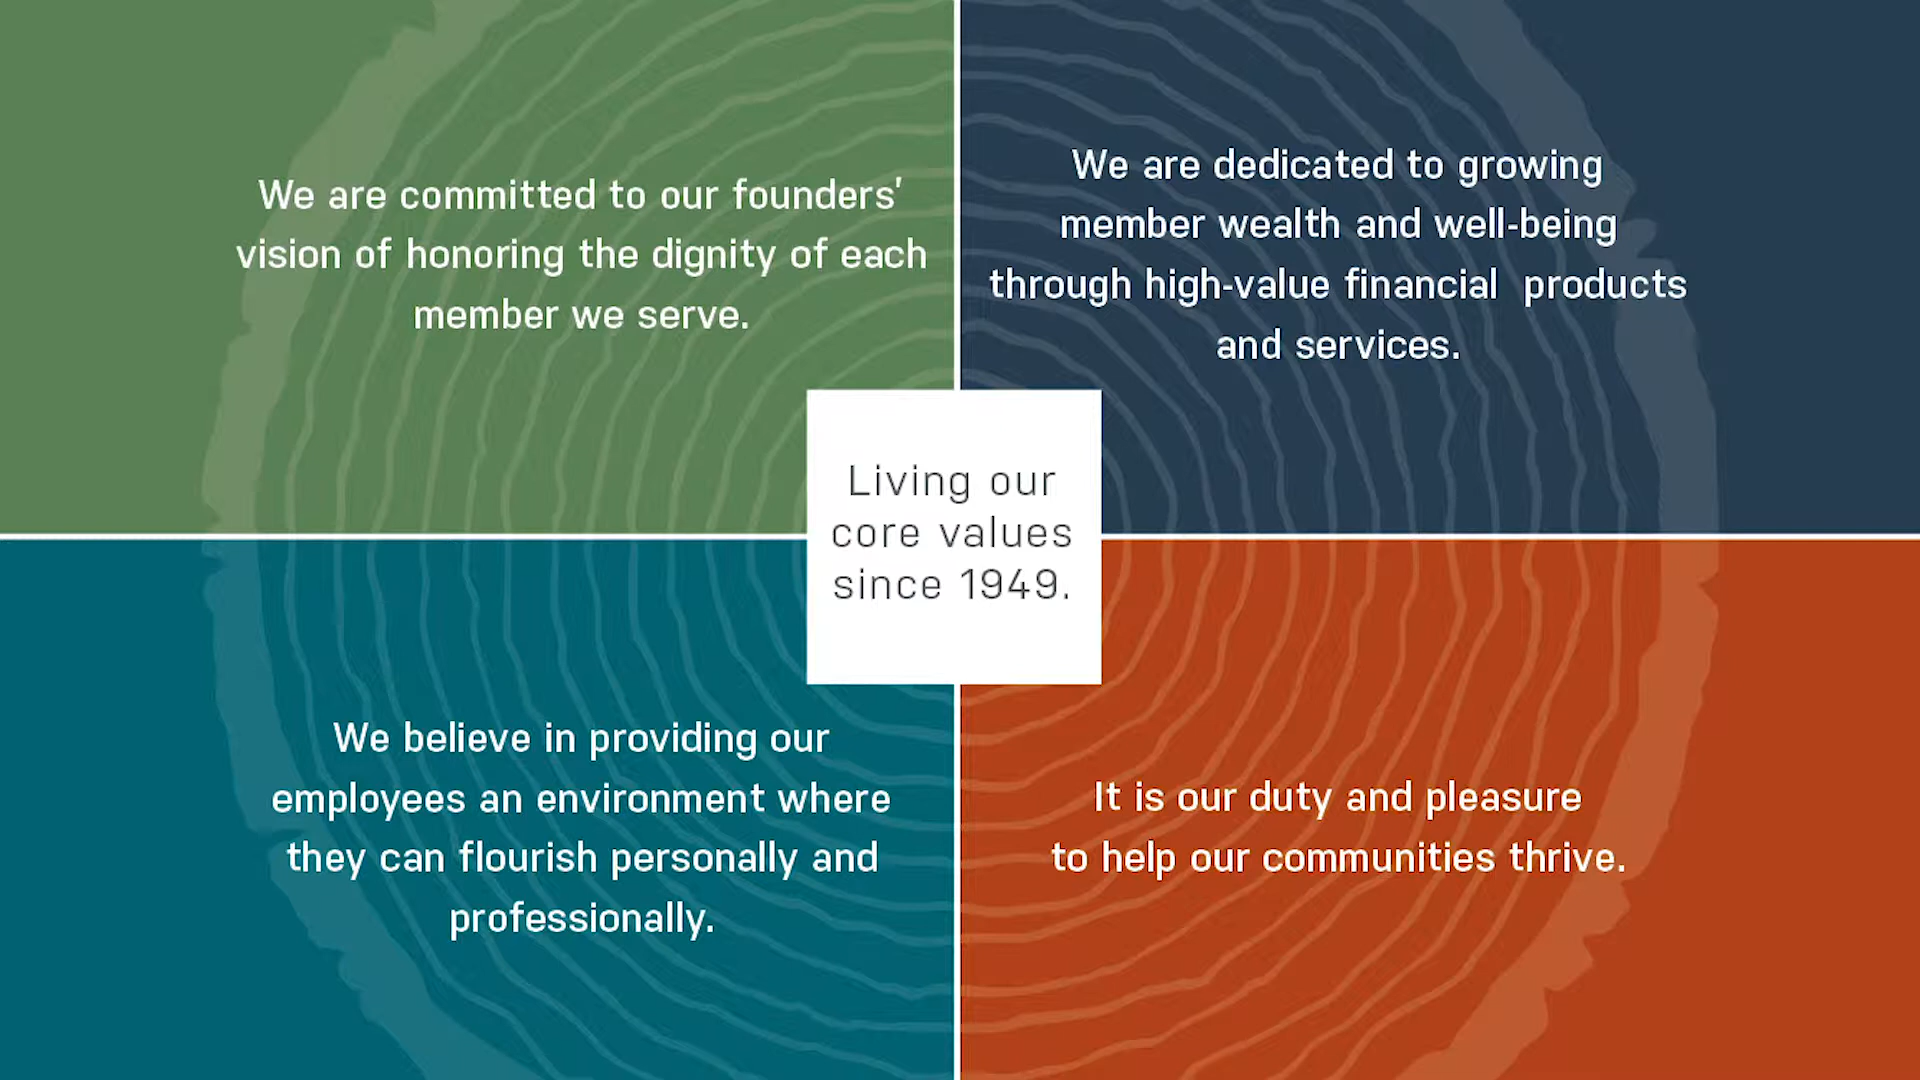 We are committed to our founders'
vision of honoring the dignity of each
member we serve.
We are dedicated to growing
member wealth and well-being
through high-value financial  products
and services.
Living our
core values
since 1949.
We believe in providing our
employees an environment where
they can flourish personally and
professionally.
It is our duty and pleasure
to help our communities thrive.